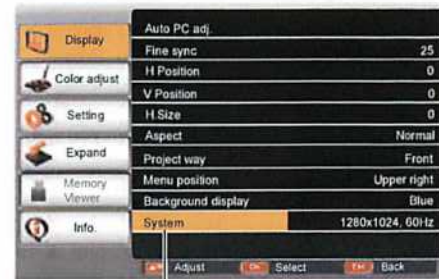 Display
Color adjust
Setting
Expand
Memory
Viewer
Info.
Auto PC adj.
Fine sync 25
H Position 0
V Position 0
H.Size 0
Aspect Normal
Project way Front
Menu position Upper right
Background display Blue
System 1280x1024, 60Hz
Adjust
Select
Back